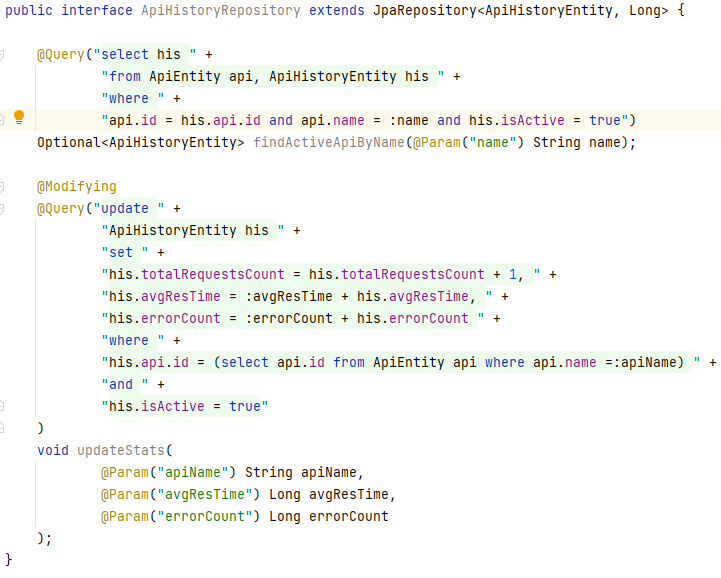 public interface ApiHistoryRepository extends JpaRepository<ApiHistoryEntity, Long> {
@Query("select his " +
"from ApiEntity api, ApiHistoryEntity his " +
"where " +
"api.id = his.api.id and api.name = :name and his.isActive = true")
Optional<ApiHistoryEntity> findActiveApiByName(@Param("name") String name);
@Modifying
@Query("update " +
"ApiHistoryEntity his " +
"set " +
"his.totalRequestsCount = his.totalRequestsCount + 1, " +
"his.avgResTime = :avgResTime + his.avgResTime, " +
"his.errorCount = :errorCount + his.errorCount " +
"where " +
"his.api.id = (select api.id from ApiEntity api where api.name =:apiName) " +
"and " +
"his.isActive = true"
)
void updateStats(
@Param("apiName") String apiName,
@Param("avgResTime") Long avgResTime,
@Param("errorCount") Long errorCount
);
}